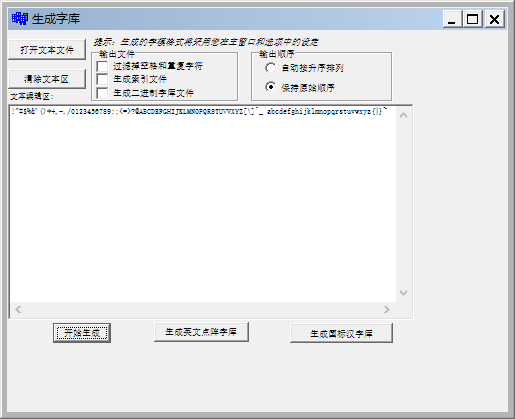 生成字库
打开文本文件
提示：生成的字模格式将采用您在主窗口和选项中的设定
输出文件
输出顺序
过滤掉空格和重复字符
自动按升序排列
清除文本区
生成索引文件
保持原始顺序
生成二进制字库文件
文本编辑区:
!"#$%&'()*+,-./0123456789:;<=>?@ABCDEFGHIJKLMNOPQRSTUVWXYZ[\]^_`abcdefghijklmnopqrstuvwxyz{|}~
开始生成
生成英文点阵字库
生成国标汉字库